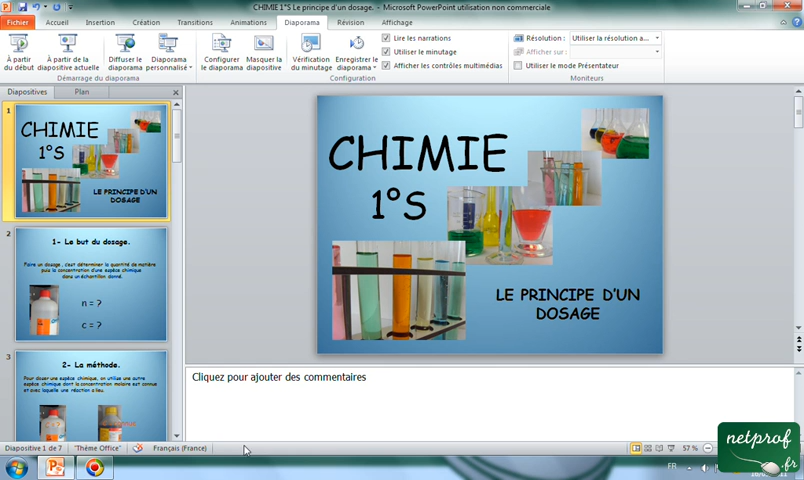 CHIMIE 1°S Le principe d'un dosage. - Microsoft PowerPoint utilisation non commerciale
Fichier Accueil Insertion Création Transitions Animations Diaporama Révision Affichage
À partir du début
À partir de la diapositive actuelle
Diffuser le diaporama
Diaporama personnalisé
Démarrage du diaporama
Configurer le diaporama
Masquer la diapositive
Vérification du minutage
Enregistrer le diaporama
Lire les narrations
Utiliser le minutage
Afficher les contrôles multimédias
Configuration
Résolution : Utiliser la résolution a...
Afficher sur :
Utiliser le mode Présentateur
Moniteurs
Diapositives Plan
1
CHIMIE
1°S
LE PRINCIPE D'UN
DOSAGE
2
1- Le but du dosage.
Faire un dosage, c'est déterminer la quantité de matière
puis la concentration d'une espèce chimique
dans un échantillon donné.
n = ?
c = ?
3
2- La méthode.
Pour doser une espèce chimique, on utilise une autre
espèce chimique dont la concentration molaire est connue
et avec laquelle une réaction a lieu.
CHIMIE
1°S
LE PRINCIPE D'UN
DOSAGE
Cliquez pour ajouter des commentaires
Diapositive 1 de 7 "Thème Office" Français (France) 57 %
FR
netprof
.fr